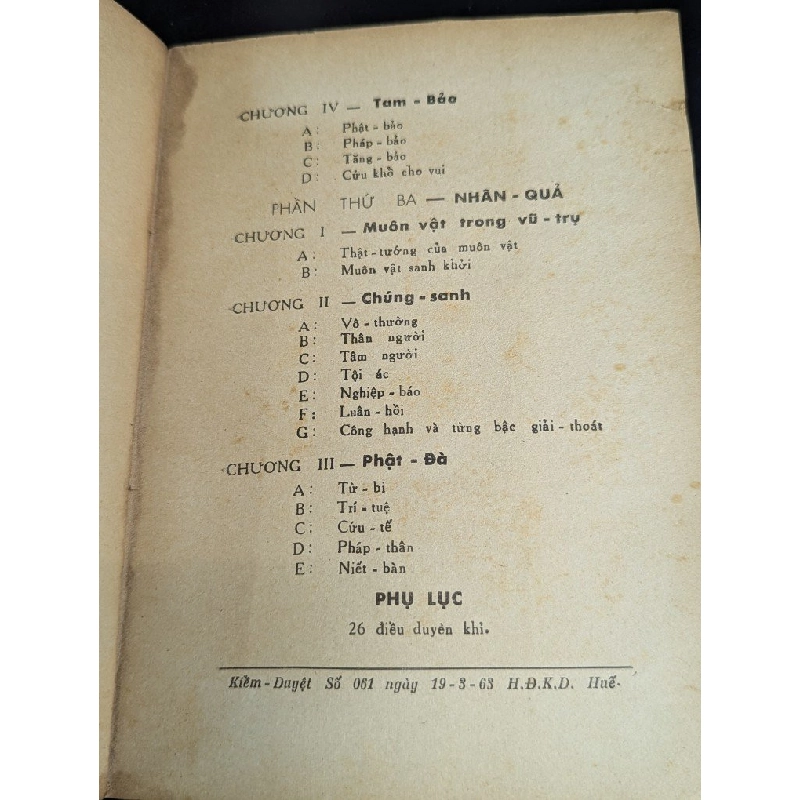 CHƯƠNG IV — Tam - Bảo
A: Phật - bảo
B: Pháp - bảo
C: Tăng - bảo
D: Cứu khổ cho vui
PHẦN THỨ BA — NHÂN - QUẢ
CHƯƠNG I — Muôn vật trong vũ - trụ
A: Thật - tướng của muôn vật
B: Muôn vật sanh khởi
CHƯƠNG II — Chúng - sanh
A: Vô - thường
B: Thân người
C: Tâm người
D: Tội ác
E: Nghiệp - báo
F: Luân - hồi
G: Công hạnh và từng bậc giải - thoát
CHƯƠNG III — Phật - Đà
A: Từ - bi
B: Trí - tuệ
C: Cứu - tế
D: Pháp - thân
E: Niết - bàn
PHỤ LỤC
26 điều duyên khì.
Kiềm - Duyệt Số 061 ngày 19 - 3 - 63 H.Đ.K.D. Huế-